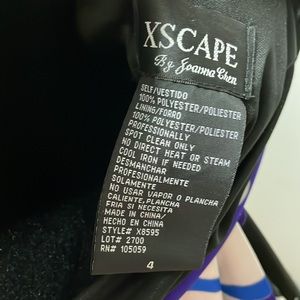 XSCAPE
By Joanna Chen
SELF/VESTIDO
100% POLYESTER/POLIESTER
LINING/FORRO
100% POLYESTER/POLIESTER
PROFESSIONALLY
SPOT CLEAN ONLY
NO DIRECT HEAT OR STEAM
COOL IRON IF NEEDED
DESMANCHAR
PROFESIONALMENTE
SOLAMENTE
NO USAR VAPOR O PLANCHA
CALIENTE,PLANCHA
FRIA SI NECESITA
MADE IN CHINA/
HECHO EN CHINA
STYLE# X8595
LOT# 2700
RN# 105059
4